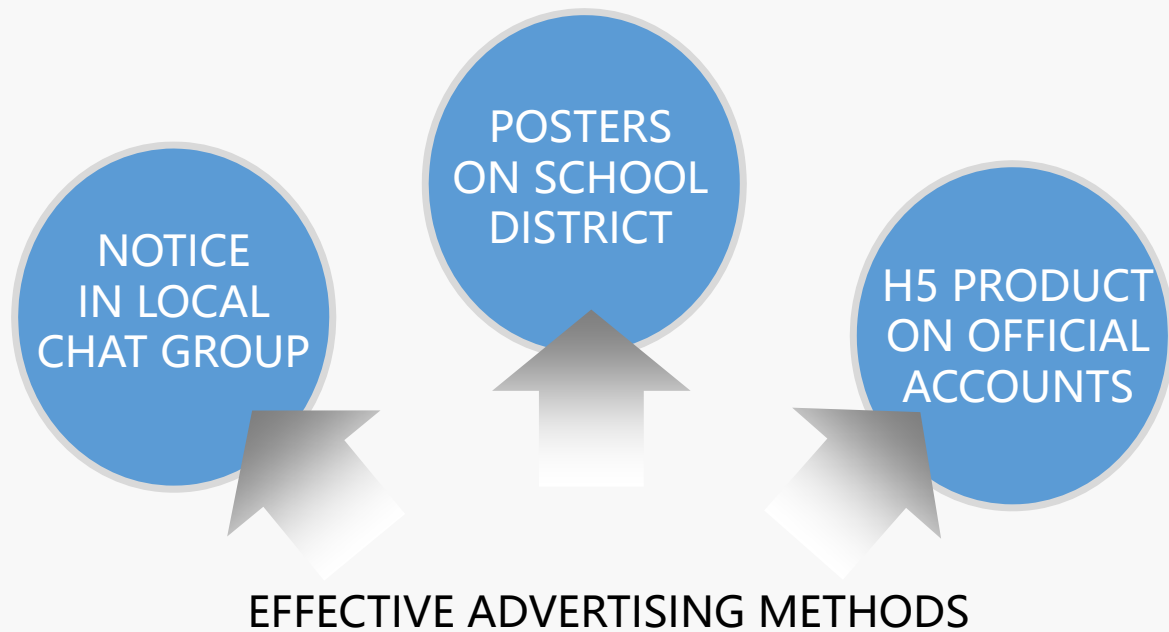 NOTICE
IN LOCAL
CHAT GROUP
POSTERS
ON SCHOOL
DISTRICT
H5 PRODUCT
ON OFFICIAL
ACCOUNTS
EFFECTIVE ADVERTISING METHODS